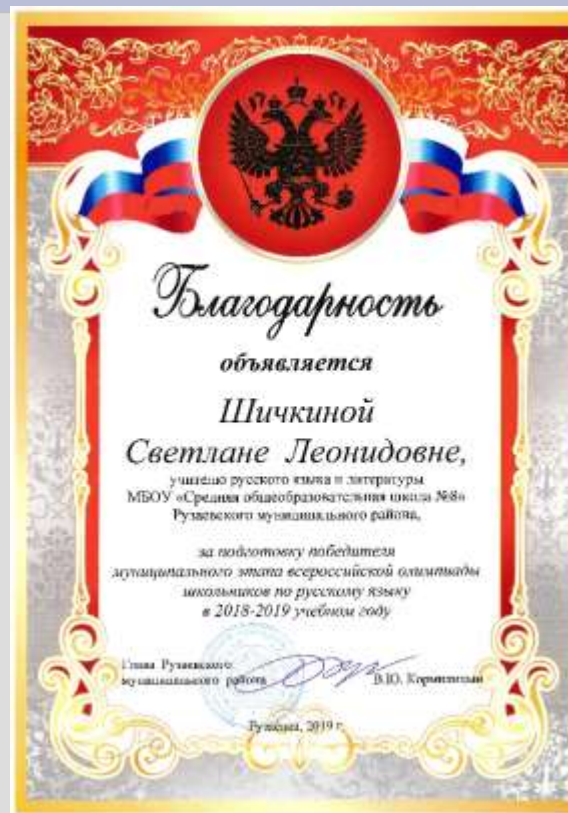 Благодарность
объявляется
Шичкиной
Светлане Леонидовне,
учителю русского языка и литературы
МБОУ «Средняя общеобразовательная школа №8»
Рузаевского муниципального района,
за подготовку победителя
муниципального этапа всероссийской олимпиады
школьников по русскому языку
в 2018-2019 учебном году
Глава Рузаевского
муниципального района В.Ю. Кормилицын
Рузаевка, 2019 г.